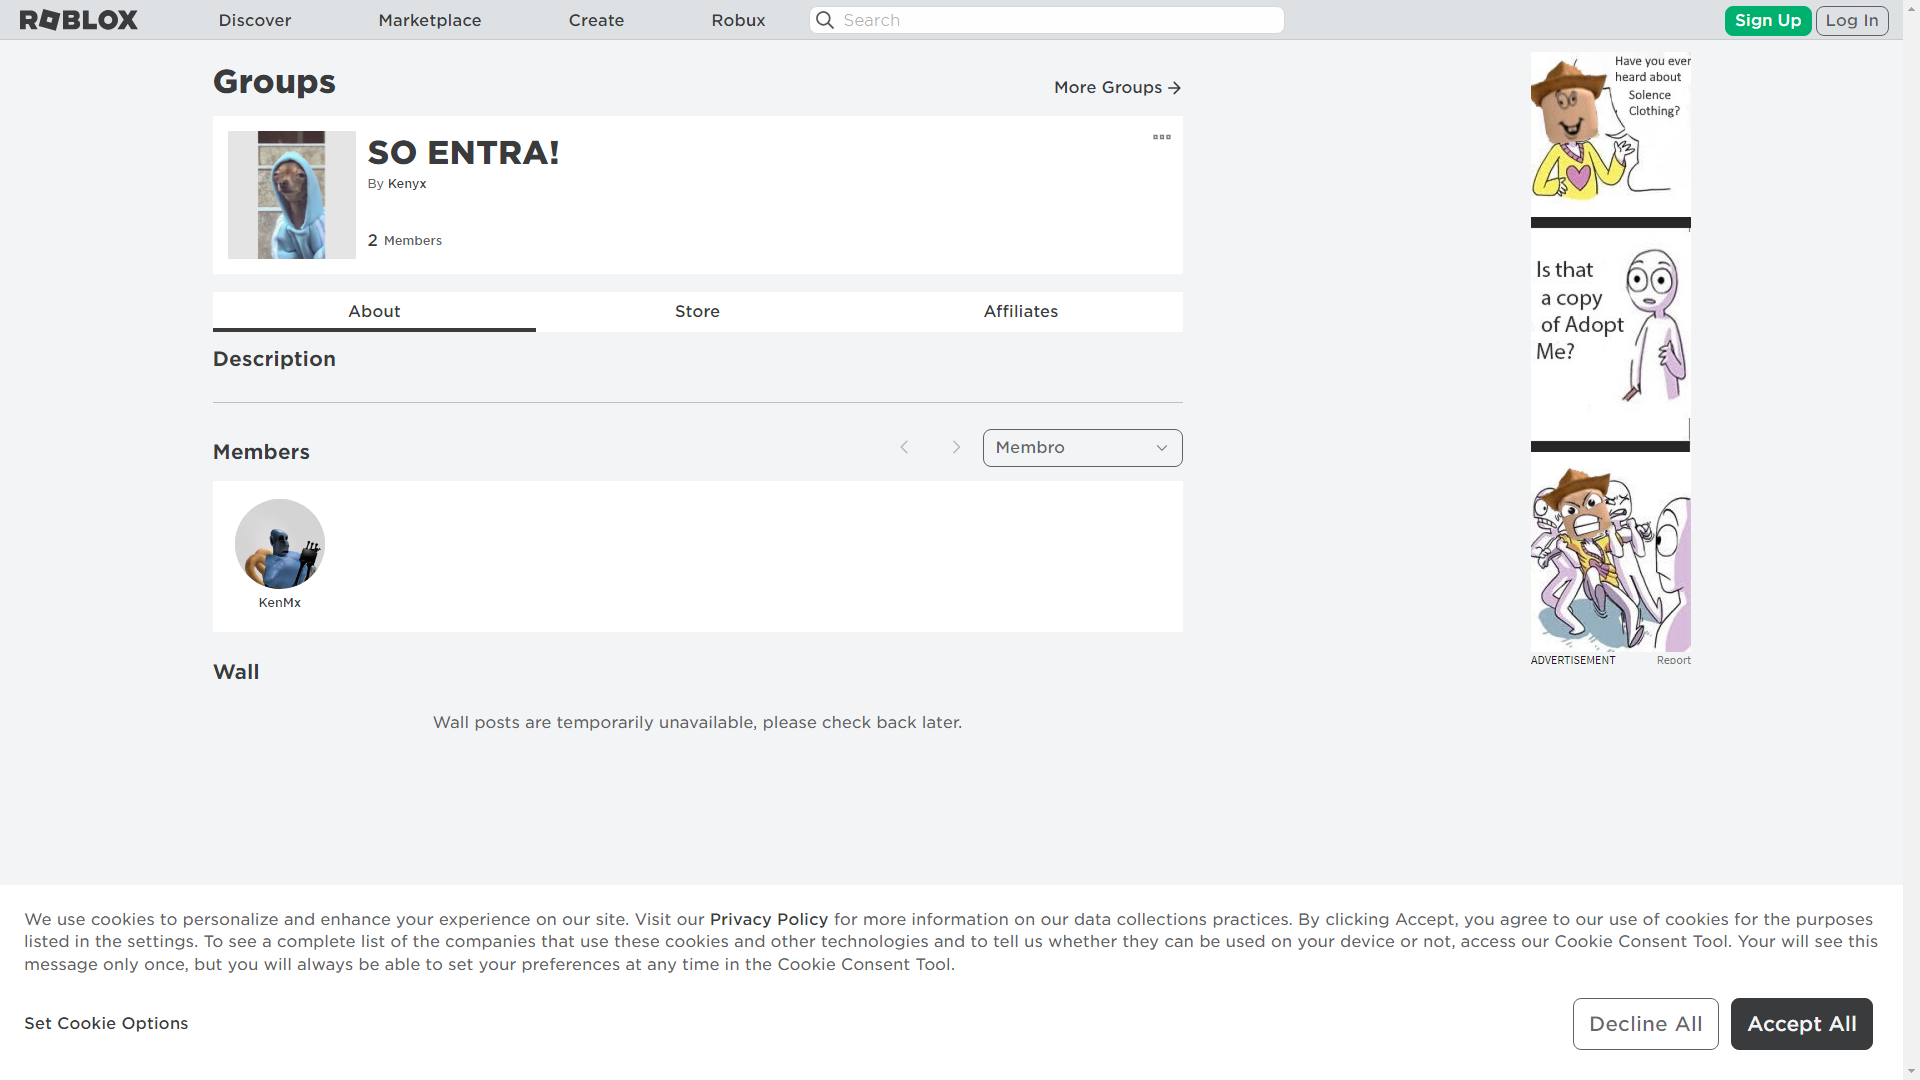 ROBLOX
Discover
Marketplace
Create
Robux
Search
Sign Up
Log In
Groups
More Groups
SO ENTRA!
By Kenyx
2 Members
About
Store
Affiliates
Description
Members
Membro
KenMx
Wall
Wall posts are temporarily unavailable, please check back later.
Have you ever
heard about
Solence
Clothing?
Is that
a copy
of Adopt
Me?
ADVERTISEMENT
Report
We use cookies to personalize and enhance your experience on our site. Visit our Privacy Policy for more information on our data collections practices. By clicking Accept, you agree to our use of cookies for the purposes
listed in the settings. To see a complete list of the companies that use these cookies and other technologies and to tell us whether they can be used on your device or not, access our Cookie Consent Tool. Your will see this
message only once, but you will always be able to set your preferences at any time in the Cookie Consent Tool.
Set Cookie Options
Decline All
Accept All